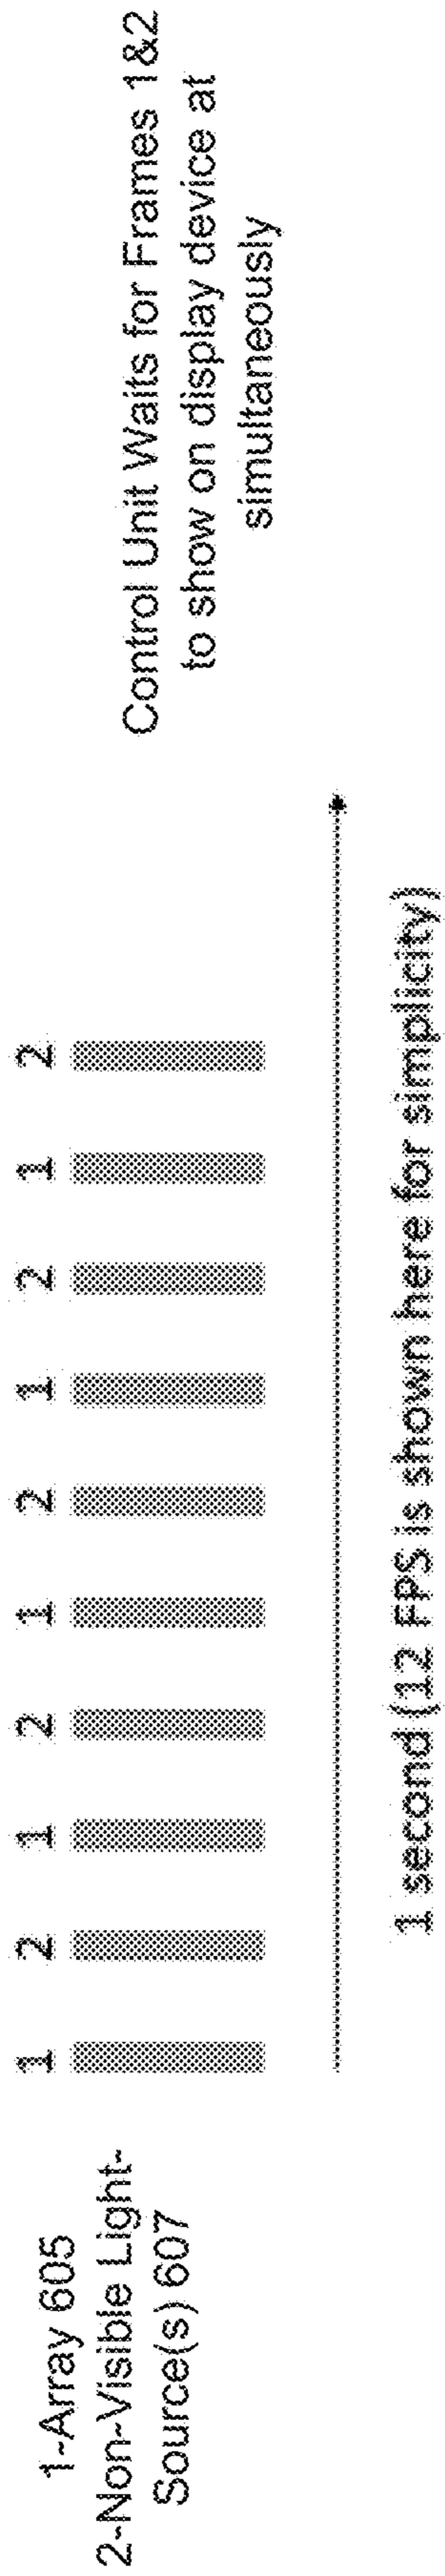 1-Array 605
2-Non-Visible Light-
Source(s) 607
1 2 1 2 1 2 1 2 1 2
1 second (12 FPS is shown here for simplicity)
Control Unit Waits for Frames 1&2
to show on display device at
simultaneously